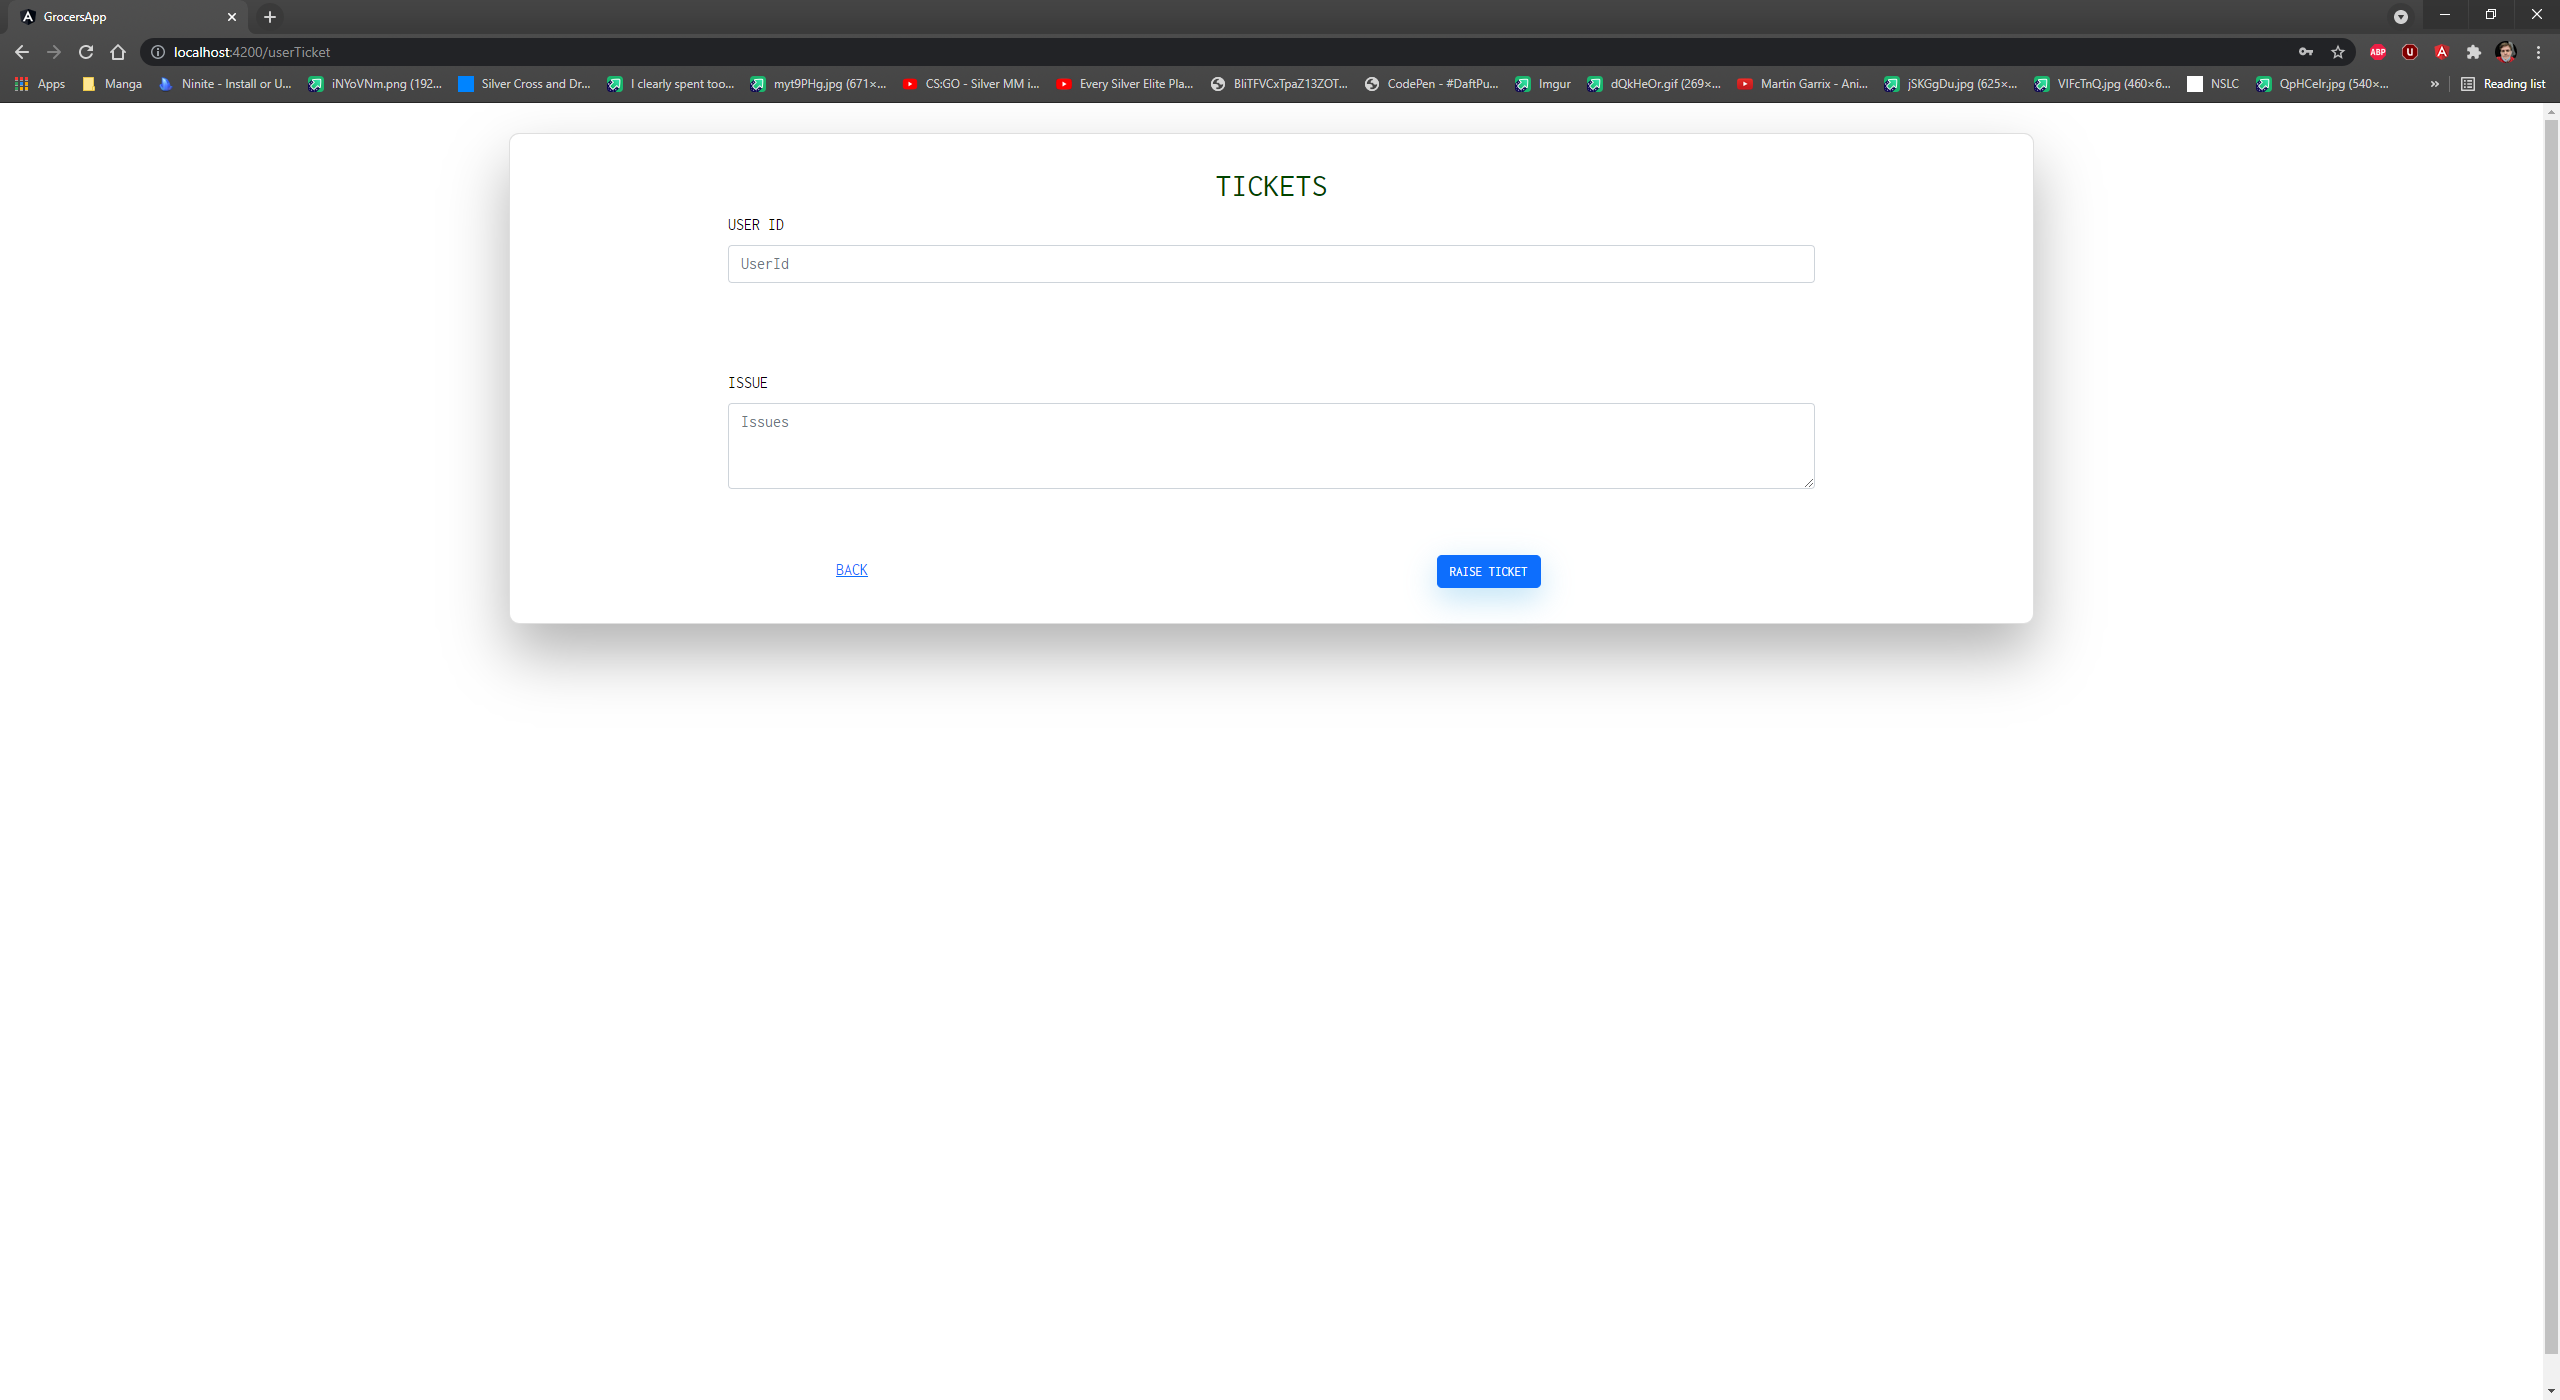 GrocersApp
localhost:4200/userTicket
ABP
Apps Manga Ninite - Install or U... iNYoVNm.png (192... Silver Cross and Dr... I clearly spent too... myt9PHg.jpg (671×... CS:GO - Silver MM i... Every Silver Elite Pla... BliTFVCxTpaZ13ZOT... CodePen - #DaftPu... Imgur dQkHeOr.gif (269×... Martin Garrix - Ani... jSKGgDu.jpg (625×... VIFcTnQ.jpg (460×6... NSLC QpHCelr.jpg (540×... » Reading list
TICKETS
USER ID
UserId
ISSUE
Issues
BACK
RAISE TICKET